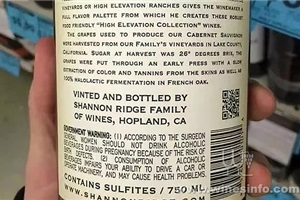 VINEYARDS OR HIGH ELEVATION RANCHES GIVES THE WINEMAKER A
FULL FLAVOR PALETTE FROM WHICH HE CREATES THESE ROBUST
FOOD FRIENDLY "HIGH ELEVATION COLLECTION" WINES.
THE GRAPES USED TO PRODUCE OUR CABERNET SAUVIGNON
WERE HARVESTED FROM OUR FAMILY'S VINEYARDS IN LAKE COUNTY,
CALIFORNIA. SUGAR AT HARVEST WAS 26° DEGREES BRIX, THE
GRAPES WERE PUT THROUGH AN EARLY PRESS WITH A SLOW
EXTRACTION OF COLOR AND TANNINS FROM THE SKINS AS WELL AS
100% MALOLACTIC FERMENTATION IN FRENCH OAK.
VINTED AND BOTTLED BY
SHANNON RIDGE FAMILY
OF WINES, HOPLAND, CA
GOVERNMENT WARNING: (1) ACCORDING TO THE SURGEON
GENERAL, WOMEN SHOULD NOT DRINK ALCOHOLIC
BEVERAGES DURING PREGNANCY BECAUSE OF THE RISK OF
BIRTH DEFECTS. (2) CONSUMPTION OF ALCOHOLIC
BEVERAGES IMPAIRS YOUR ABILITY TO DRIVE A CAR OR
OPERATE MACHINERY, AND MAY CAUSE HEALTH PROBLEMS.
CONTAINS SULFITES / 750 ML
www.winesinfo.com